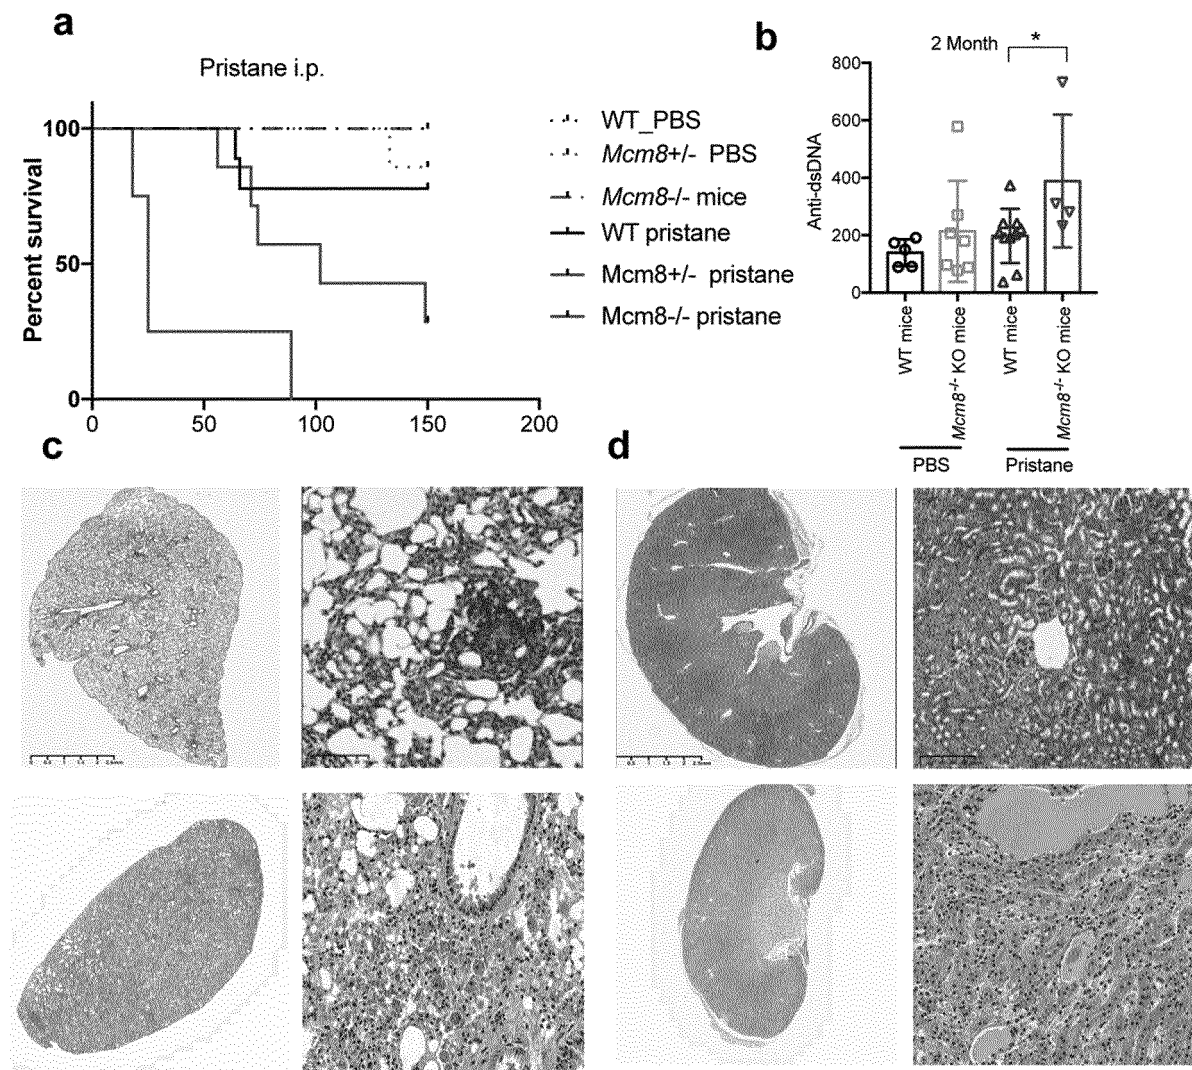 a
Pristane i.p.
Percent survival
100
50
0
0 50 100 150 200
WT_PBS
Mcm8+/- PBS
Mcm8-/- mice
WT pristane
Mcm8+/- pristane
Mcm8-/- pristane
b
2 Month *
Anti-dsDNA
800
600
400
200
0
WT mice
Mcm8-/- KO mice
WT mice
Mcm8-/- KO mice
PBS
Pristane
c
d